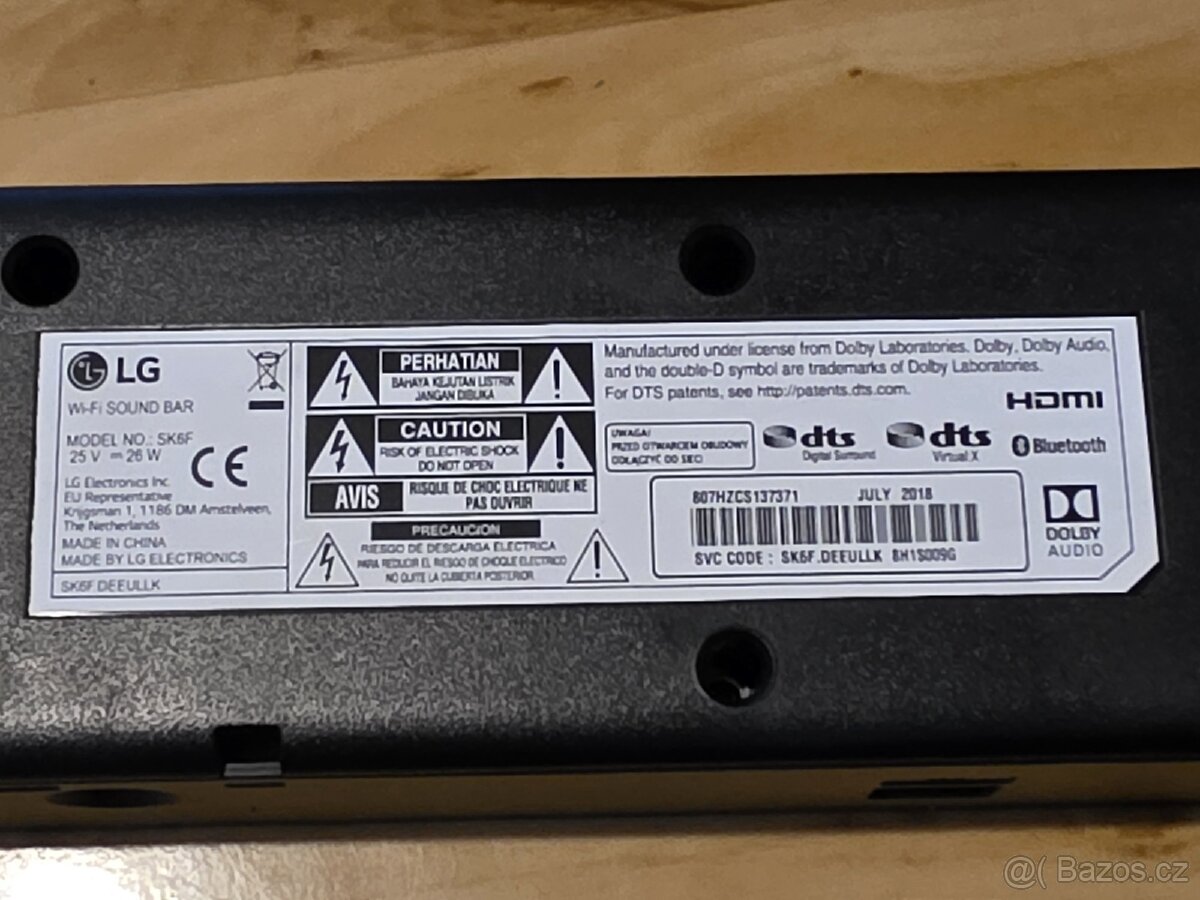 LG
Wi-Fi SOUND BAR
MODEL NO.: SK6F
25 V ⎓ 26 W
CE
LG Electronics Inc.
EU Representative
Krijgsman 1, 1186 DM Amstelveen,
The Netherlands
MADE IN CHINA
MADE BY LG ELECTRONICS
SK6F DEEULLK
PERHATIAN
BAHAYA KEJUTAN LISTRIK
JANGAN DIBUKA
CAUTION
RISK OF ELECTRIC SHOCK
DO NOT OPEN
AVIS
RISQUE DE CHOC ELECTRIQUE NE
PAS OUVRIR
PRECAUCION
RIESGO DE DESCARGA ELECTRICA
PARA REDUCIR EL RIESGO DE CHOQUE ELECTRICO
NO QUITE LA CUBIERTA POSTERIOR.
Manufactured under license from Dolby Laboratories. Dolby, Dolby Audio,
and the double-D symbol are trademarks of Dolby Laboratories.
For DTS patents, see http://patents.dts.com.
HDMI
UWAGA!
PRZED OTWARCIEM OBUDOWY
ODŁĄCZYĆ OD SIECI
dts
Digital Surround
dts
Virtual:X
Bluetooth
807HZCS137371 JULY 2018
SVC CODE : SK6F.DEEULLK 8H1S009G
DOLBY
AUDIO
@( Bazos.cz